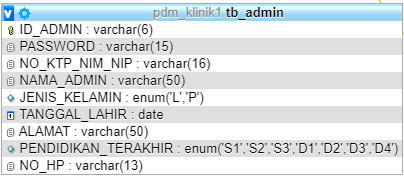 pdm_klinik1 tb_admin
ID_ADMIN : varchar(6)
PASSWORD : varchar(15)
NO_KTP_NIM_NIP : varchar(16)
NAMA_ADMIN : varchar(50)
JENIS_KELAMIN : enum('L','P')
TANGGAL_LAHIR : date
ALAMAT : varchar(50)
PENDIDIKAN_TERAKHIR : enum('S1','S2','S3','D1','D2','D3','D4')
NO_HP : varchar(13)